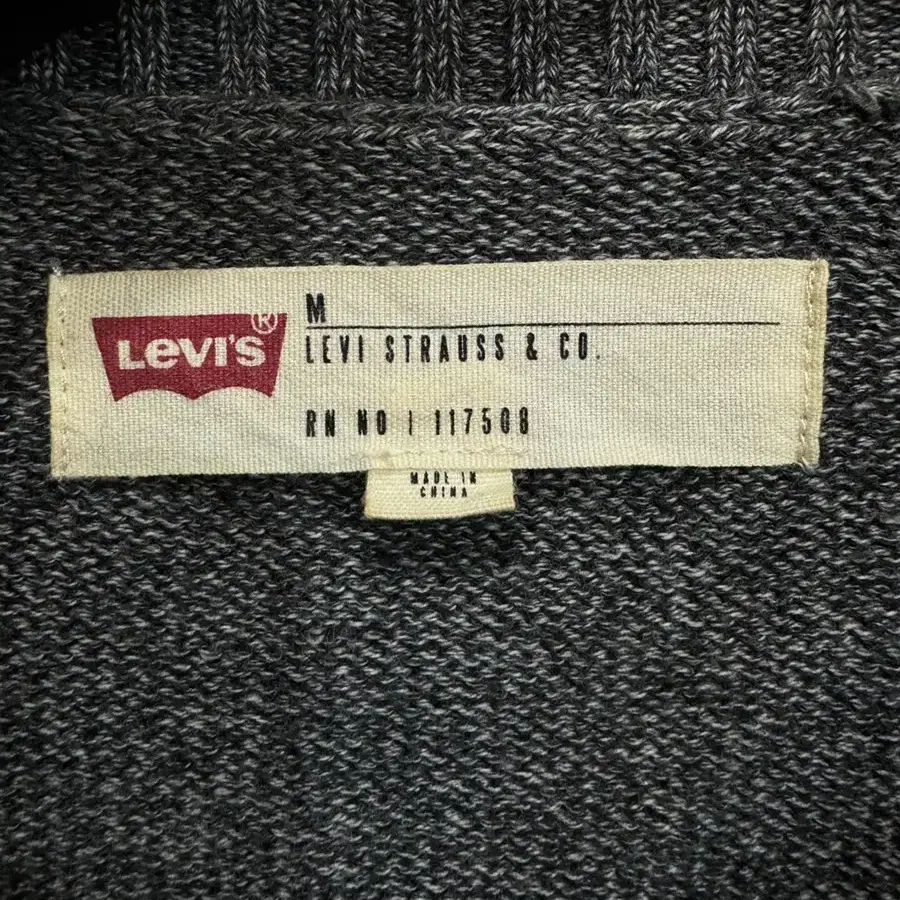 M
LEVI'S®
LEVI STRAUSS & CO.
RN NO | 117508
MADE IN
CHINA